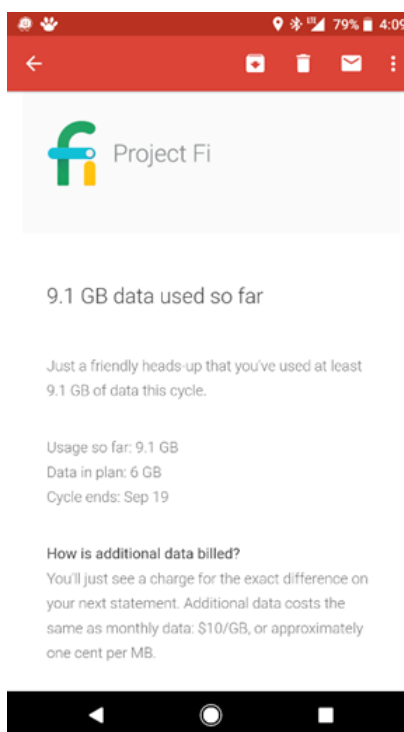 LTE 79% 4:09
Project Fi
9.1 GB data used so far
Just a friendly heads-up that you've used at least
9.1 GB of data this cycle.
Usage so far: 9.1 GB
Data in plan: 6 GB
Cycle ends: Sep 19
How is additional data billed?
You'll just see a charge for the exact difference on
your next statement. Additional data costs the
same as monthly data: $10/GB, or approximately
one cent per MB.